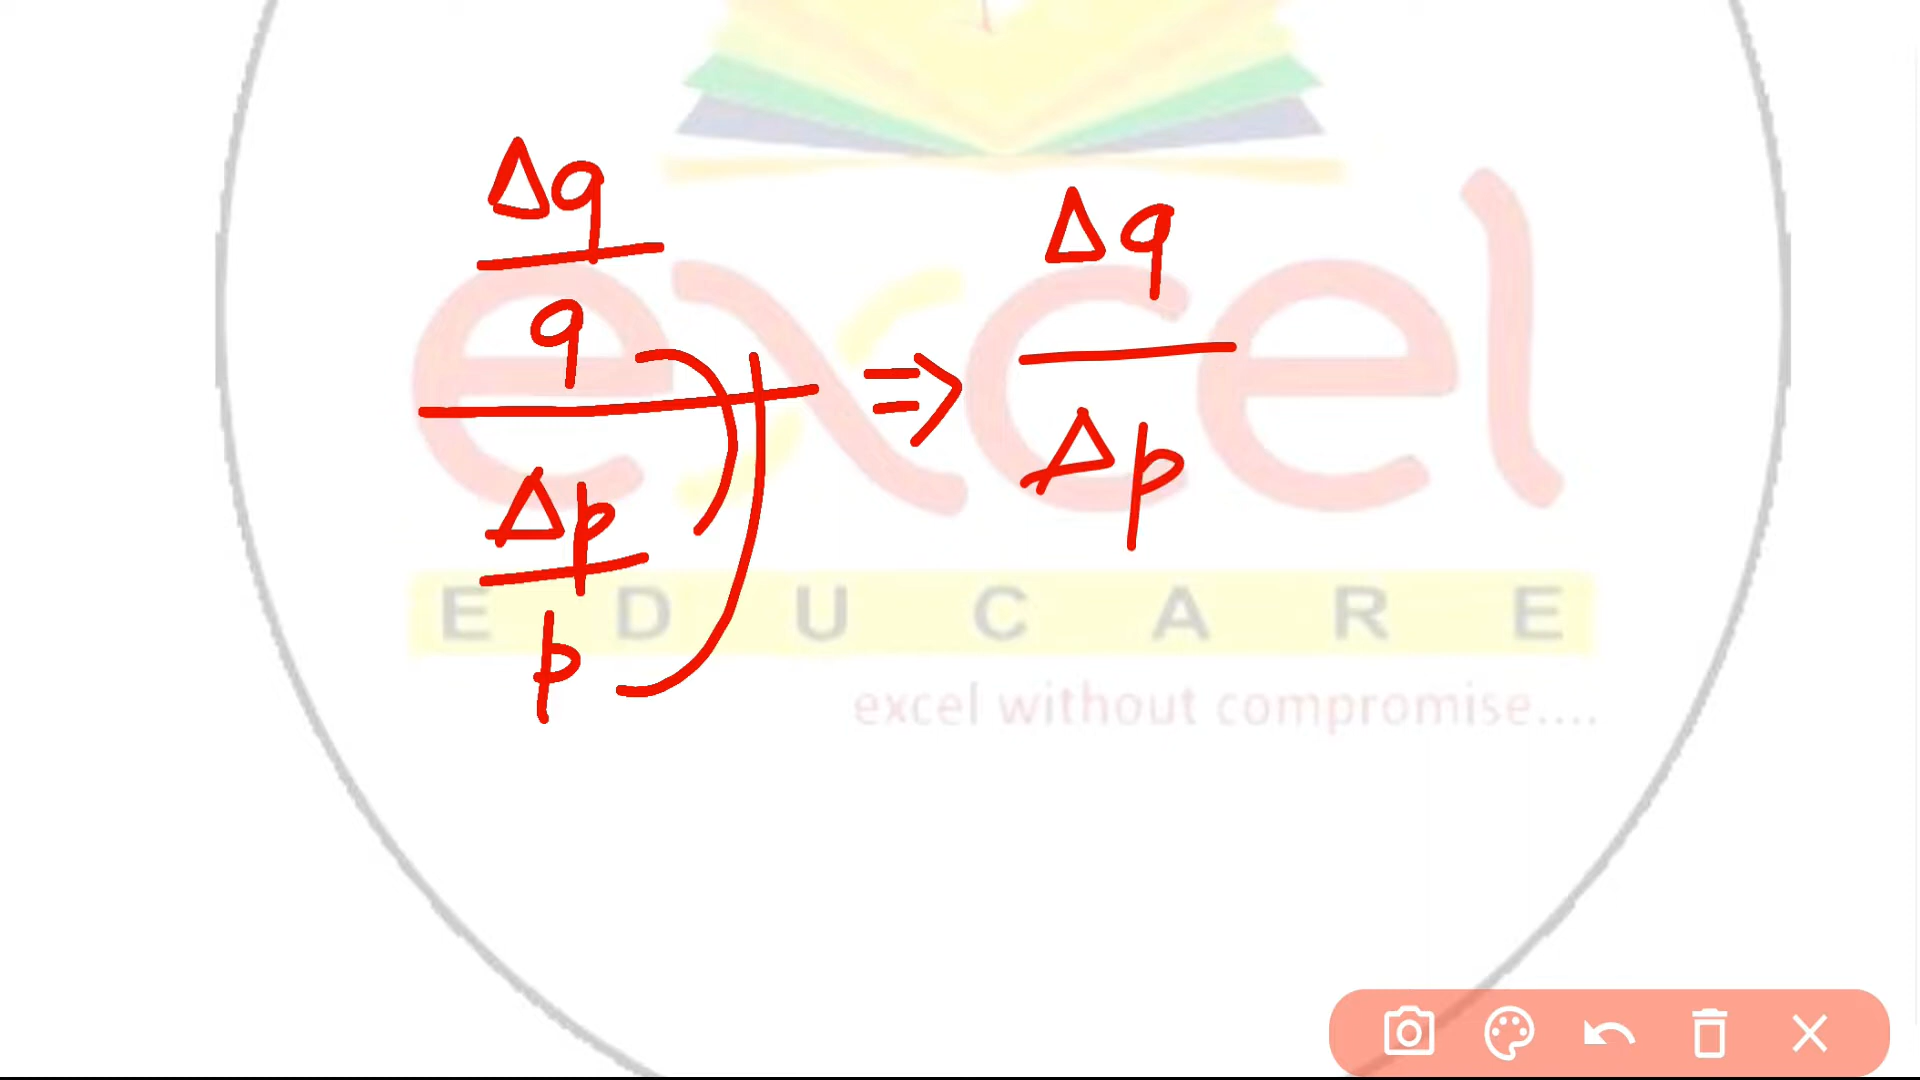 Δq
q
Δp
p
⇒
Δq
Δp
excel
EDUCARE
excel without compromise....